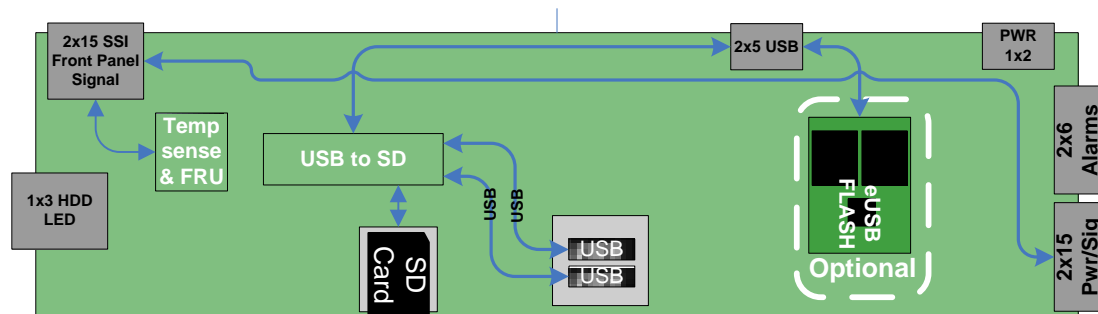 2x15 SSI
Front Panel
Signal
2x5 USB
PWR
1x2
Temp
sense
& FRU
USB to SD
2x6
Alarms
1x3 HDD
LED
USB
USB
eUSB
FLASH
2x15
Pwr/Sig
SD
Card
USB
USB
Optional